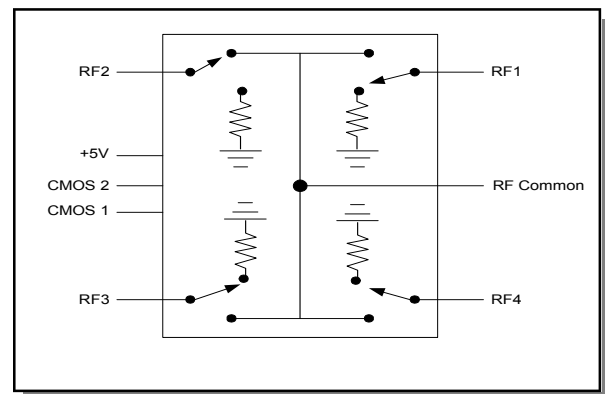 RF2
RF1
+5V
CMOS 2
RF Common
CMOS 1
RF3
RF4